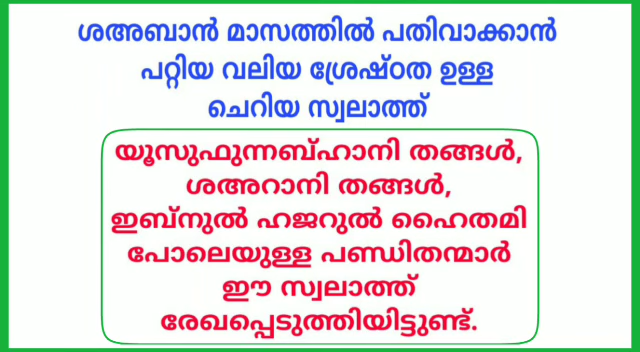 ശഅബാൻ മാസത്തിൽ പതിവാക്കാൻ
പറ്റിയ വലിയ ശ്രേഷ്ഠത ഉള്ള
ചെറിയ സ്വലാത്ത്
യൂസുഫുന്നബ്ഹാനി തങ്ങൾ,
ശഅറാനി തങ്ങൾ,
ഇബ്നുൽ ഹജറുൽ ഹൈതമി
പോലെയുള്ള പണ്ഡിതന്മാർ
ഈ സ്വലാത്ത്
രേഖപ്പെടുത്തിയിട്ടുണ്ട്.